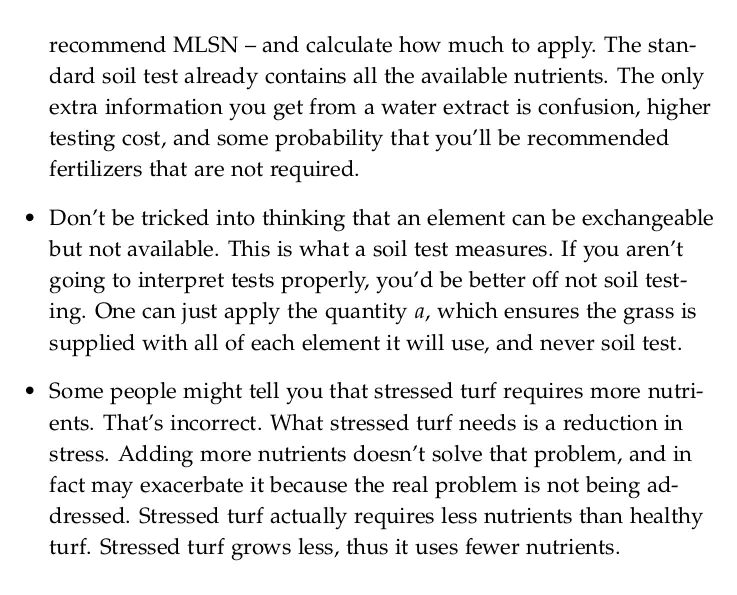 recommend MLSN – and calculate how much to apply. The stan-
dard soil test already contains all the available nutrients. The only
extra information you get from a water extract is confusion, higher
testing cost, and some probability that you'll be recommended
fertilizers that are not required.
• Don't be tricked into thinking that an element can be exchangeable
but not available. This is what a soil test measures. If you aren't
going to interpret tests properly, you'd be better off not soil test-
ing. One can just apply the quantity a, which ensures the grass is
supplied with all of each element it will use, and never soil test.
• Some people might tell you that stressed turf requires more nutri-
ents. That's incorrect. What stressed turf needs is a reduction in
stress. Adding more nutrients doesn't solve that problem, and in
fact may exacerbate it because the real problem is not being ad-
dressed. Stressed turf actually requires less nutrients than healthy
turf. Stressed turf grows less, thus it uses fewer nutrients.